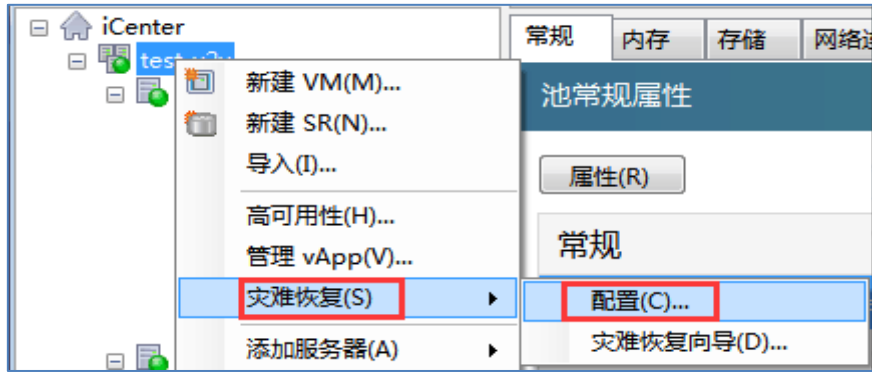 iCenter
常规
内存
存储
新建 VM(M)...
新建 SR(N)...
导入(I)...
高可用性(H)...
管理 vApp(V)...
灾难恢复(S)
添加服务器(A)
配置(C)...
灾难恢复向导(D)...
池常规属性
属性(R)
常规